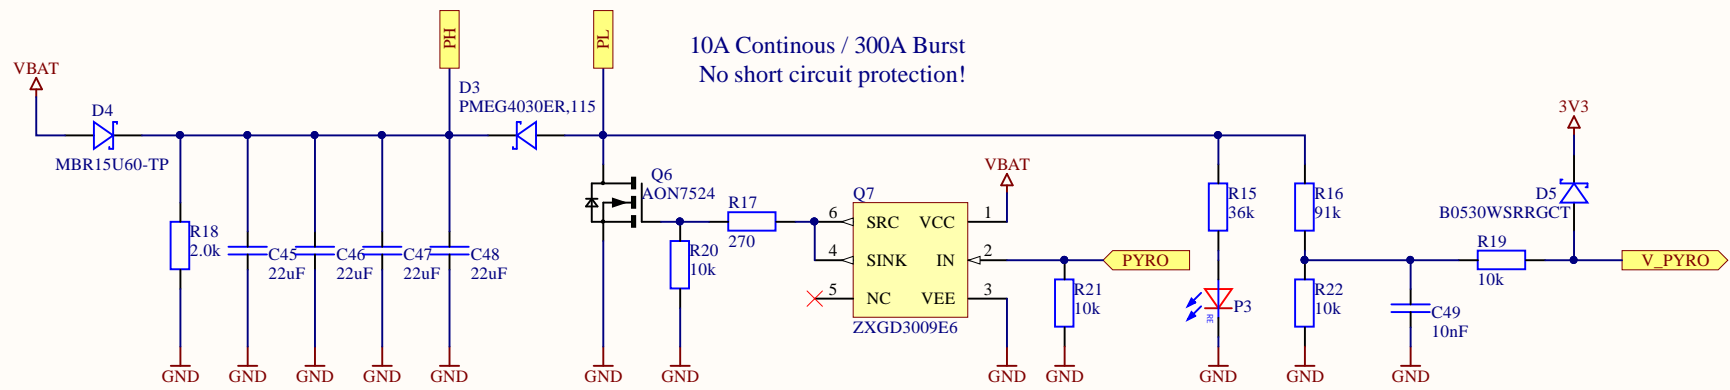 10A Continous / 300A Burst
No short circuit protection!
PH
PL
VBAT
D4
MBR15U60-TP
D3
PMEG4030ER,115
R18
2.0k
C45
22uF
C46
22uF
C47
22uF
C48
22uF
Q6
AON7524
R17
270
R20
10k
Q7
6
SRC
VCC
1
4
SINK
IN
2
5
NC
VEE
3
ZXGD3009E6
VBAT
PYRO
R21
10k
R15
36k
P3
RE
R16
91k
R22
10k
C49
10nF
R19
10k
3V3
D5
B0530WSRRGCT
V_PYRO
GND
GND
GND
GND
GND
GND
GND
GND
GND
GND
GND
GND